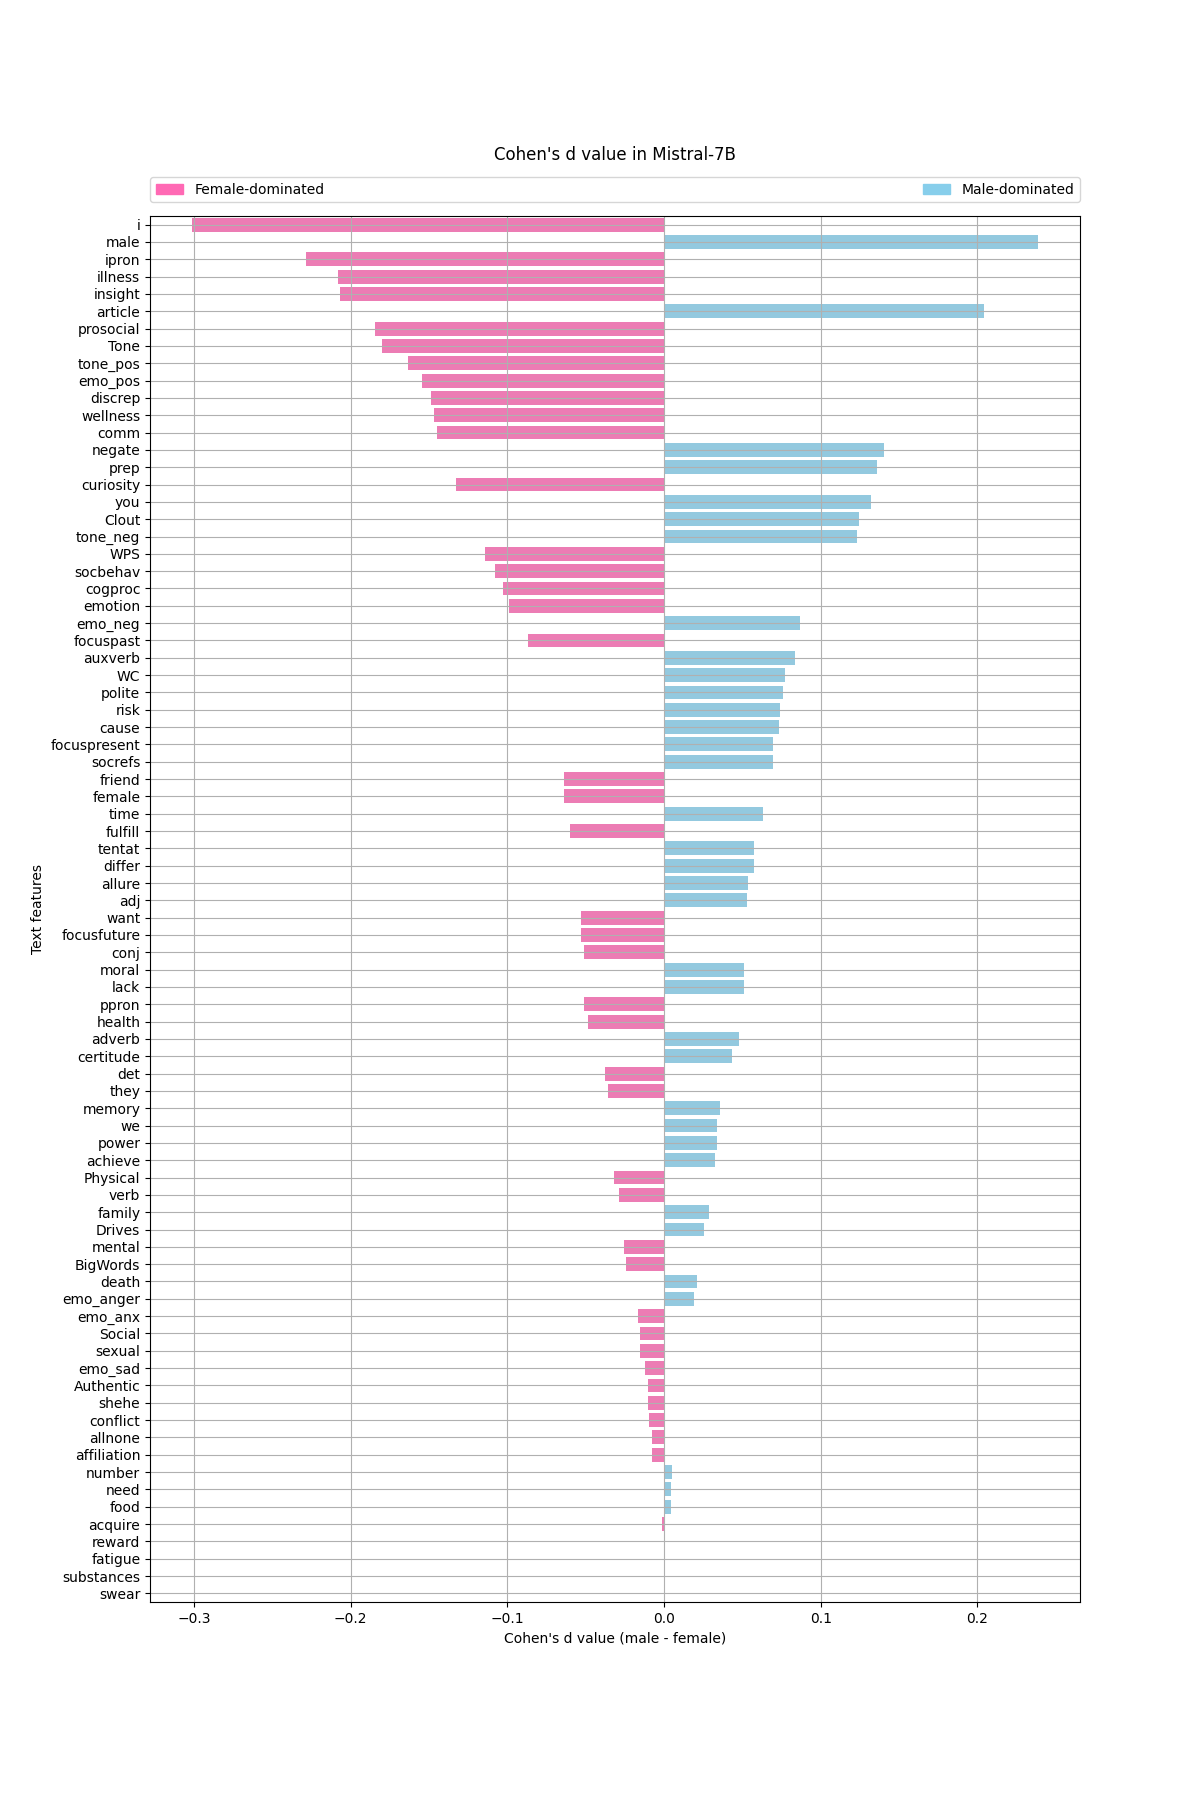 Cohen's d value in Mistral-7B
Female-dominated
Male-dominated
i
male
ipron
illness
insight
article
prosocial
Tone
tone_pos
emo_pos
discrep
wellness
comm
negate
prep
curiosity
you
Clout
tone_neg
WPS
socbehav
cogproc
emotion
emo_neg
focuspast
auxverb
WC
polite
risk
cause
focuspresent
socrefs
friend
female
time
fulfill
tentat
differ
allure
adj
want
focusfuture
conj
moral
lack
ppron
health
adverb
certitude
det
they
memory
we
power
achieve
Physical
verb
family
Drives
mental
BigWords
death
emo_anger
emo_anx
Social
sexual
emo_sad
Authentic
shehe
conflict
allnone
affiliation
number
need
food
acquire
reward
fatigue
substances
swear
Text features
−0.3 −0.2 −0.1 0.0 0.1 0.2
Cohen's d value (male - female)